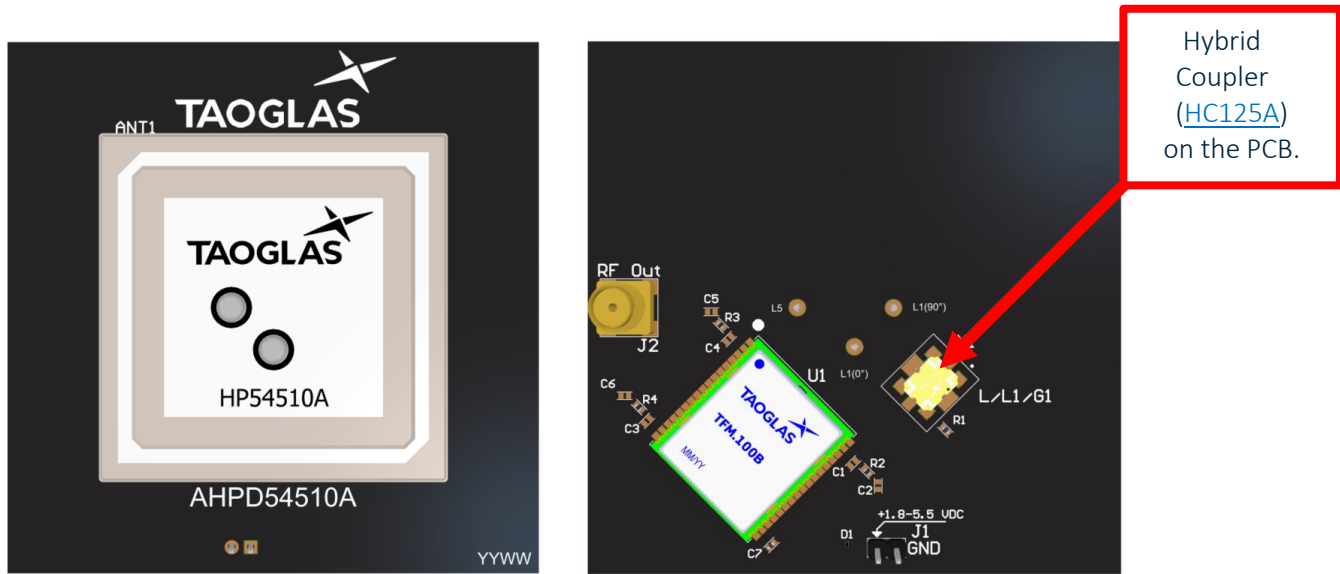 TAOGLAS
ANT1
TAOGLAS
HP54510A
AHPD54510A
YYWW
Hybrid
Coupler
(HC125A)
on the PCB.
RF Out
J2
C5
R3
C4
L5
L1(90°)
L1(0°)
U1
L/L1/G1
R1
C6
R4
C3
TAOGLAS
TFM.100B
MM/YY
C1
R2
C2
C7
+1.8-5.5 VDC
D1
J1
GND